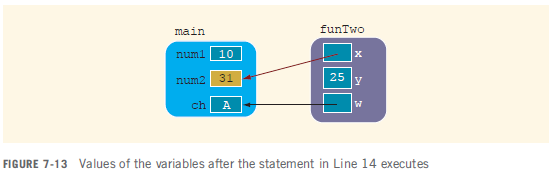 main funTwo
num1 10 x
num2 31 25 y
ch A w
FIGURE 7-13 Values of the variables after the statement in Line 14 executes